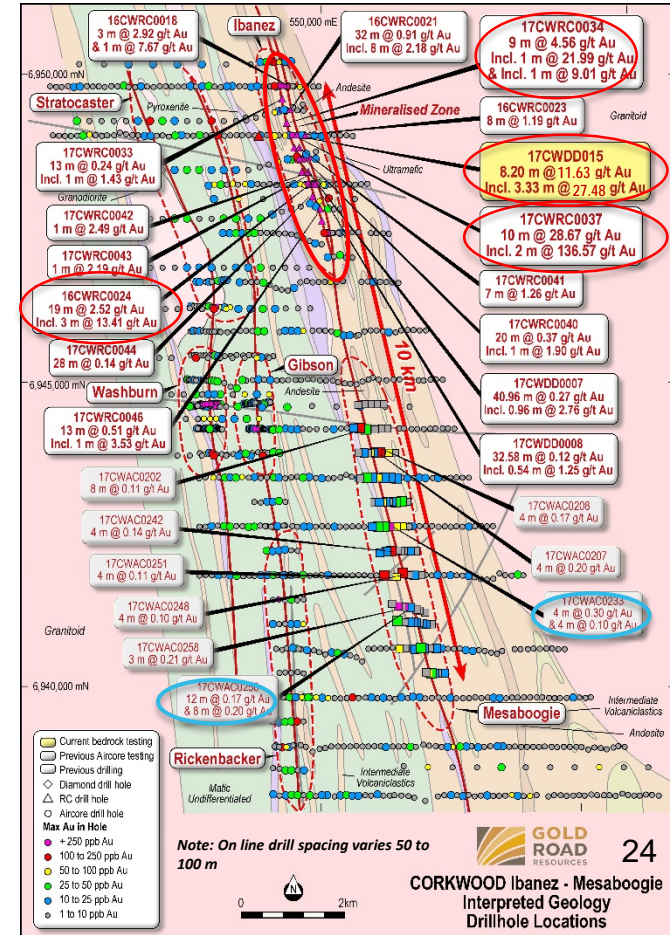 550,000 mE
Ibanez
16CWRC0018
3 m @ 2.92 g/t Au
& 1 m @ 7.67 g/t Au
16CWRC0021
32 m @ 0.91 g/t Au
Incl. 8 m @ 2.18 g/t Au
17CWRC0034
9 m @ 4.56 g/t Au
Incl. 1 m @ 21.99 g/t Au
& Incl. 1 m @ 9.01 g/t Au
6,950,000 mN
Andesite
Stratocaster
Pyroxenite
Mineralised Zone
16CWRC0023
8 m @ 1.19 g/t Au
Granitoid
17CWRC0033
13 m @ 0.24 g/t Au
Incl. 1 m @ 1.43 g/t Au
Ultramafic
17CWDD015
8.20 m @ 11.63 g/t Au
Incl. 3.33 m @ 27.48 g/t Au
Granodiorite
17CWRC0042
1 m @ 2.49 g/t Au
17CWRC0037
10 m @ 28.67 g/t Au
Incl. 2 m @ 136.57 g/t Au
17CWRC0043
1 m @ 2.19 g/t Au
17CWRC0041
7 m @ 1.26 g/t Au
16CWRC0024
19 m @ 2.52 g/t Au
Incl. 3 m @ 13.41 g/t Au
17CWRC0040
20 m @ 0.37 g/t Au
Incl. 1 m @ 1.90 g/t Au
10 km
17CWRC0044
28 m @ 0.14 g/t Au
Gibson
6,945,000 mN
Andesite
Washburn
17CWDD0007
40.96 m @ 0.27 g/t Au
Incl. 0.96 m @ 2.76 g/t Au
17CWRC0046
13 m @ 0.51 g/t Au
Incl. 1 m @ 3.53 g/t Au
17CWDD0008
32.58 m @ 0.12 g/t Au
Incl. 0.54 m @ 1.25 g/t Au
17CWAC0202
8 m @ 0.11 g/t Au
17CWAC0208
4 m @ 0.17 g/t Au
17CWAC0242
4 m @ 0.14 g/t Au
17CWAC0207
4 m @ 0.20 g/t Au
17CWAC0251
4 m @ 0.11 g/t Au
17CWAC0233
4 m @ 0.30 g/t Au
& 4 m @ 0.10 g/t Au
17CWAC0248
4 m @ 0.10 g/t Au
Granitoid
17CWAC0258
3 m @ 0.21 g/t Au
6,940,000 mN
12 m @ 0.17 g/t Au
& 8 m @ 0.20 g/t Au
Intermediate
Volcaniclastics
Mesaboogie
Andesite
Rickenbacker
Intermediate
Volcaniclastics
Mafic
Undifferentiated
Current bedrock testing
Previous Aircore testing
Previous drilling
Diamond drill hole
RC drill hole
Aircore drill hole
Max Au in Hole
+ 250 ppb Au
100 to 250 ppb Au
50 to 100 ppb Au
25 to 50 ppb Au
10 to 25 ppb Au
1 to 10 ppb Au
Note: On line drill spacing varies 50 to
100 m
N
0
2km
GOLD
ROAD
RESOURCES
24
CORKWOOD Ibanez - Mesaboogie
Interpreted Geology
Drillhole Locations